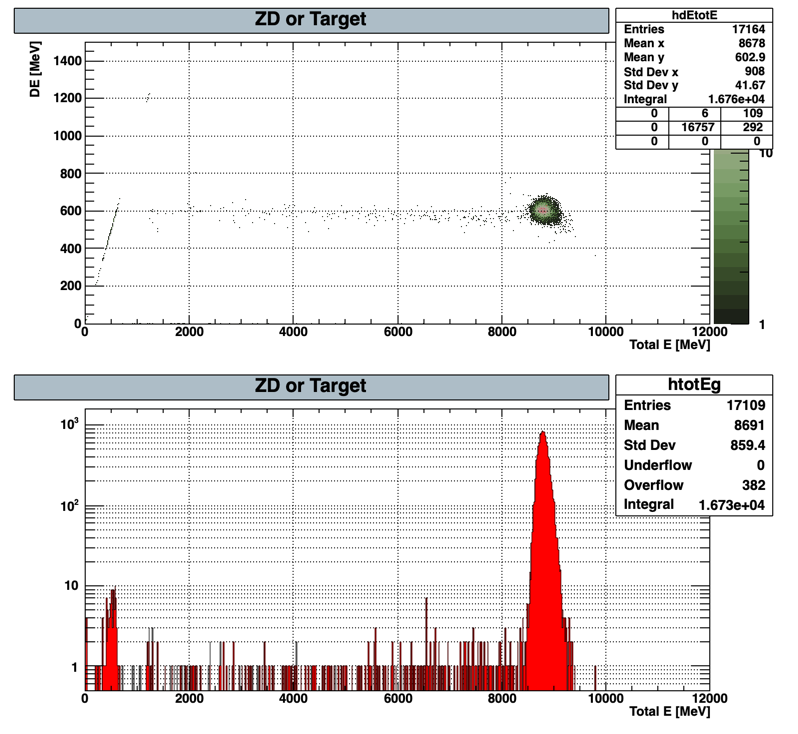 ZD or Target
hdEtotE
Entries 17164
Mean x 8678
Mean y 602.9
Std Dev x 908
Std Dev y 41.67
Integral 1.676e+04
0 6 109
0 16757 292
0 0 0
DE [MeV]
1400
1200
1000
800
600
400
200
0
10
1
0 2000 4000 6000 8000 10000 12000
Total E [MeV]
ZD or Target
htotEg
Entries 17109
Mean 8691
Std Dev 859.4
Underflow 0
Overflow 382
Integral 1.673e+04
10³
10²
10
1
0 2000 4000 6000 8000 10000 12000
Total E [MeV]